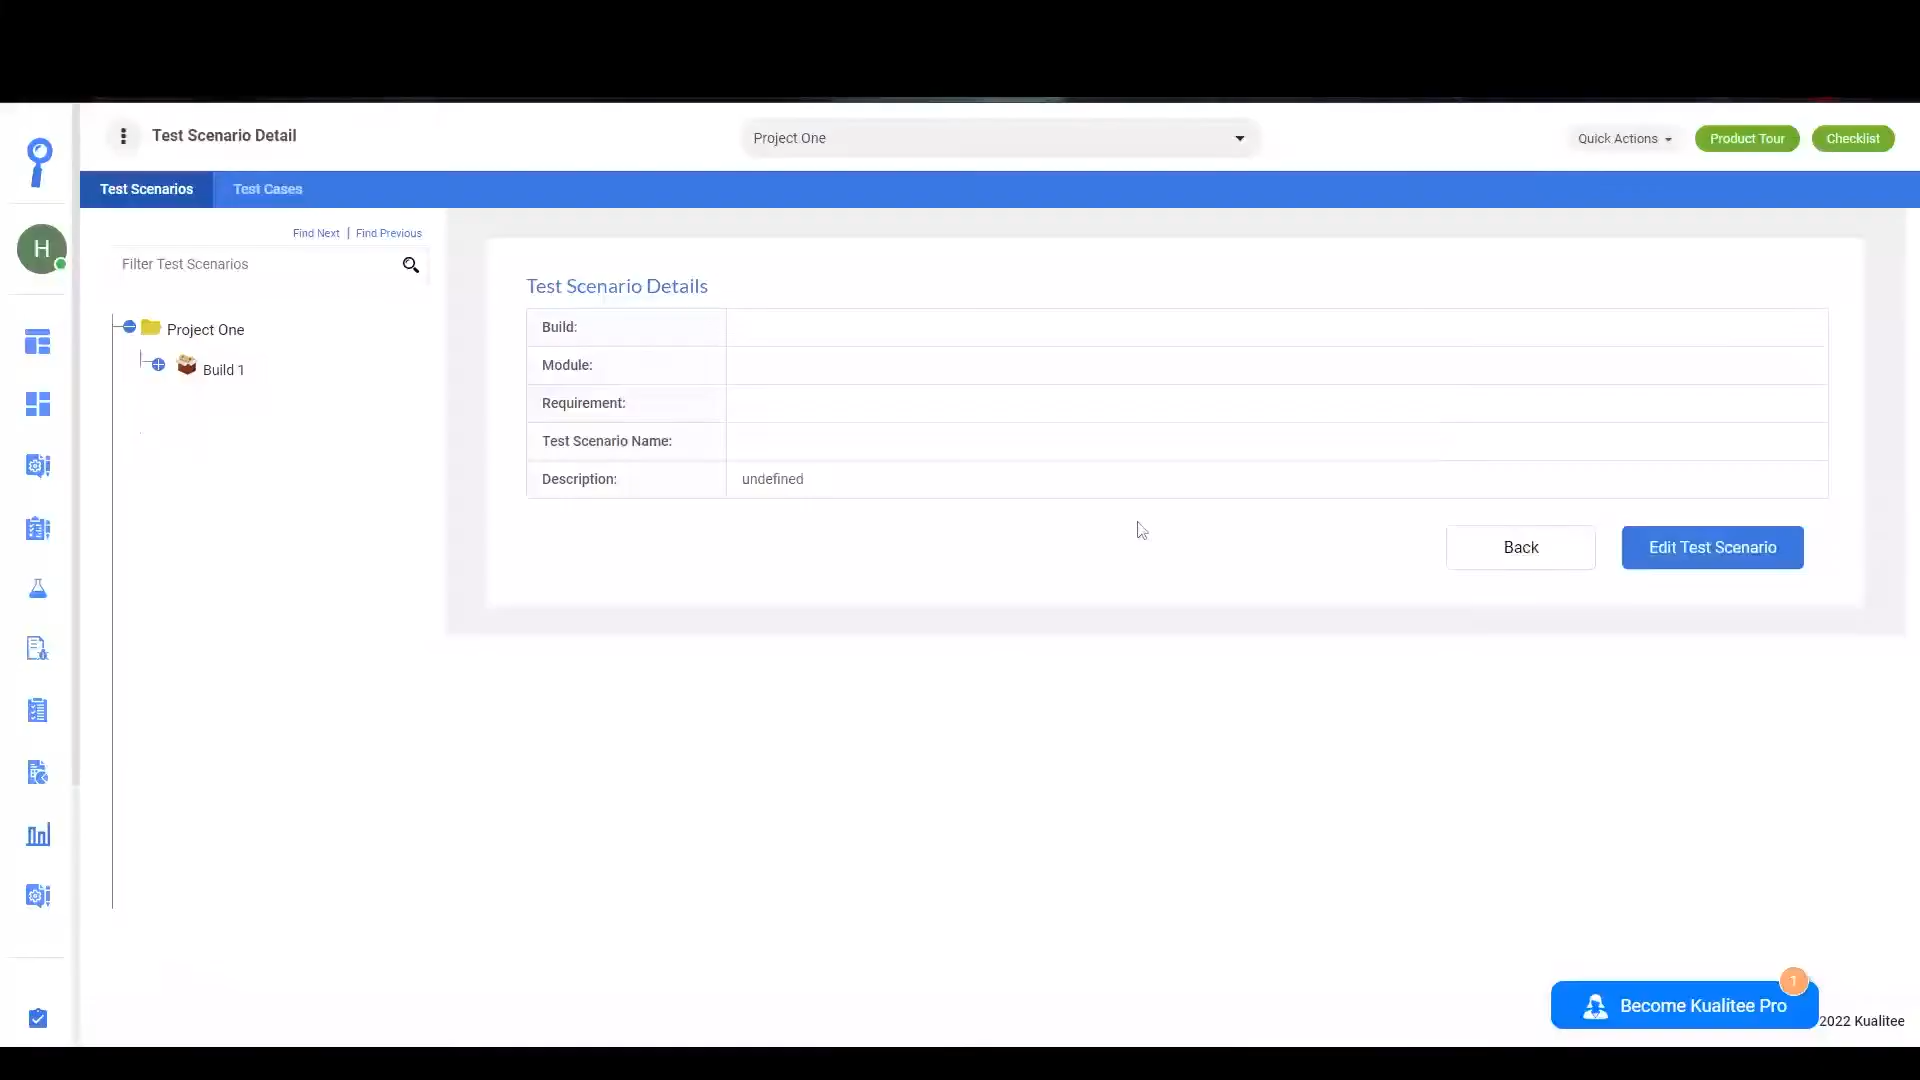 Test Scenario Detail
Project One
Quick Actions
Product Tour
Checklist
Test Scenarios
Test Cases
H
Find Next | Find Previous
Filter Test Scenarios
Project One
Build 1
Test Scenario Details
Build:
Module:
Requirement:
Test Scenario Name:
Description: undefined
Back
Edit Test Scenario
1
Become Kualitee Pro
2022 Kualitee